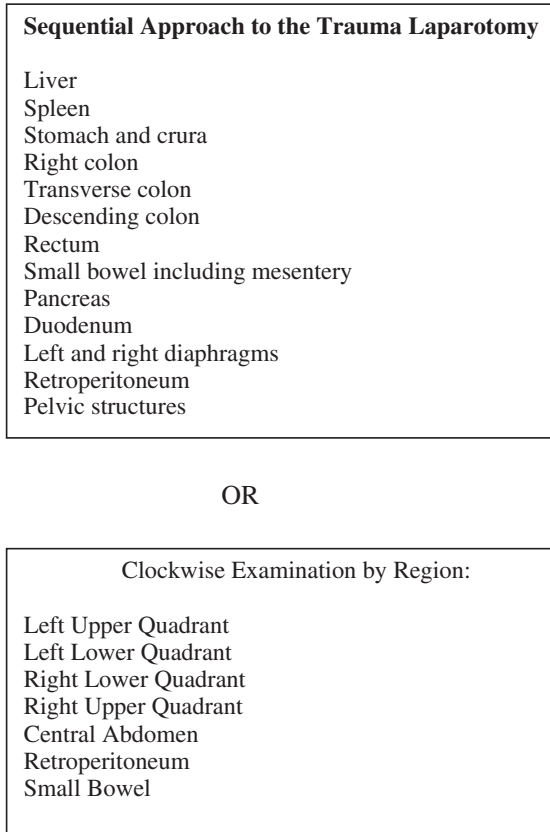 Sequential Approach to the Trauma Laparotomy
Liver
Spleen
Stomach and crura
Right colon
Transverse colon
Descending colon
Rectum
Small bowel including mesentery
Pancreas
Duodenum
Left and right diaphragms
Retroperitoneum
Pelvic structures
OR
Clockwise Examination by Region:
Left Upper Quadrant
Left Lower Quadrant
Right Lower Quadrant
Right Upper Quadrant
Central Abdomen
Retroperitoneum
Small Bowel